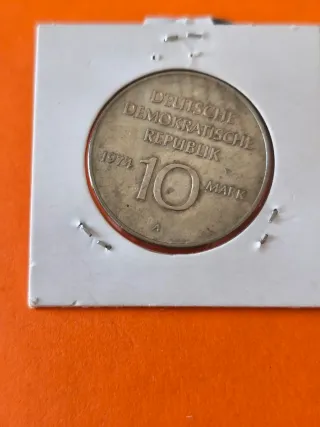 DEUTSCHE
DEMOKRATISCHE
REPUBLIK
1974 10 MARK
A